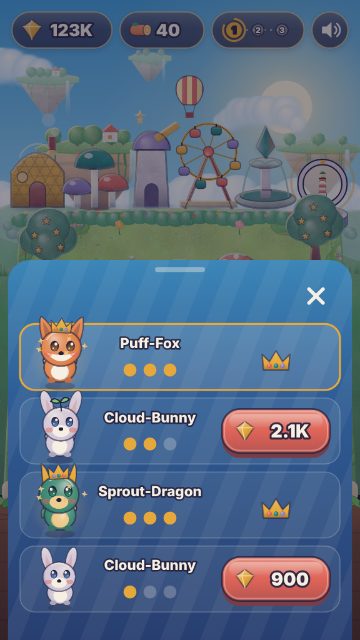 123K
40
1
2
3
Puff-Fox
Cloud-Bunny
2.1K
Sprout-Dragon
Cloud-Bunny
900